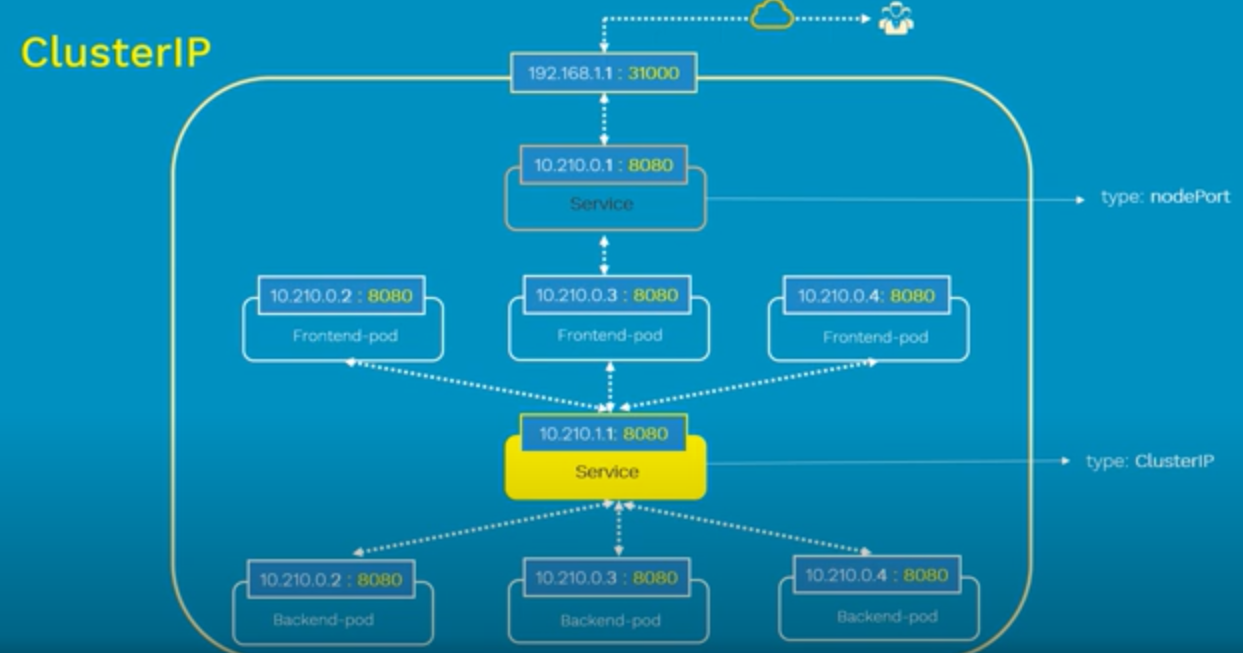 ClusterIP
192.168.1.1 : 31000
10.210.0.1 : 8080
Service
type: nodePort
10.210.0.2 : 8080
10.210.0.3 : 8080
10.210.0.4: 8080
Frontend-pod
Frontend-pod
Frontend-pod
10.210.1.1: 8080
Service
type: ClusterIP
10.210.0.2 : 8080
10.210.0.3 : 8080
10.210.0.4 : 8080
Backend-pod
Backend-pod
Backend-pod